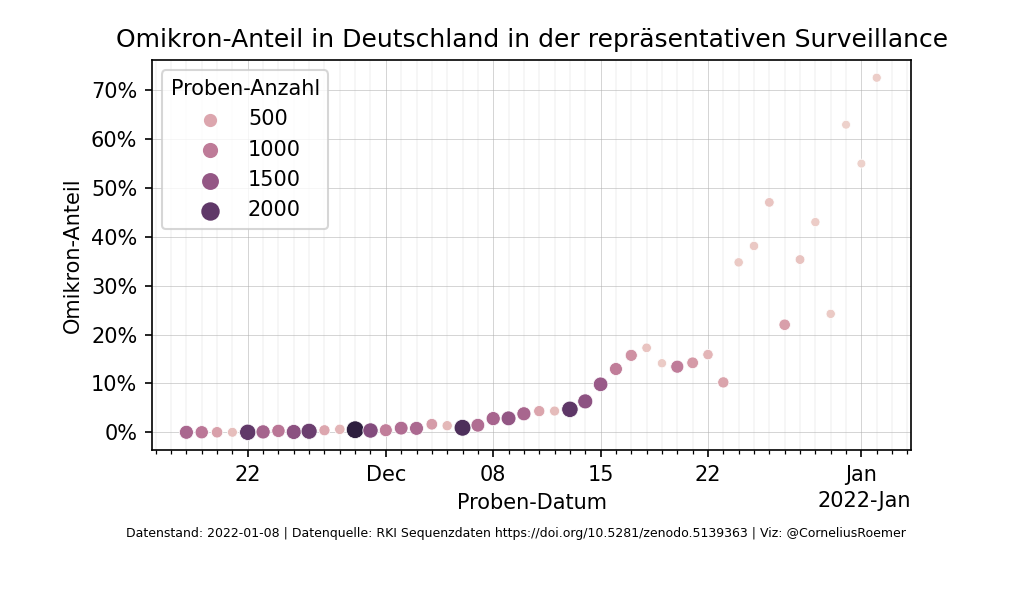 Omikron-Anteil in Deutschland in der repräsentativen Surveillance
Omikron-Anteil
70%
60%
50%
40%
30%
20%
10%
0%
Proben-Anzahl
500
1000
1500
2000
22
Dec
08
15
22
Jan
Proben-Datum
2022-Jan
Datenstand: 2022-01-08 | Datenquelle: RKI Sequenzdaten https://doi.org/10.5281/zenodo.5139363 | Viz: @CorneliusRoemer